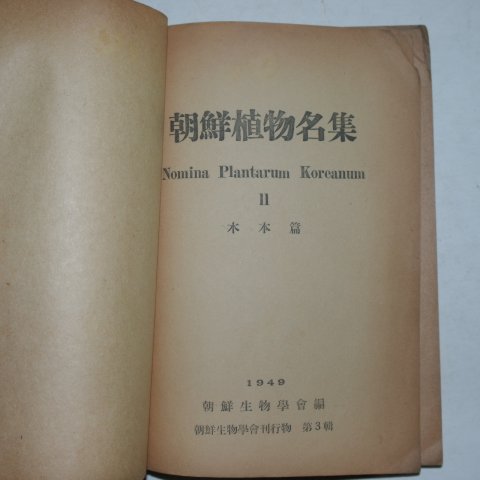 朝鮮植物名集
Nomina Plantarum Koreanum
II
木本篇
1949
朝鮮生物學會編
朝鮮生物學會刊行物 第3輯